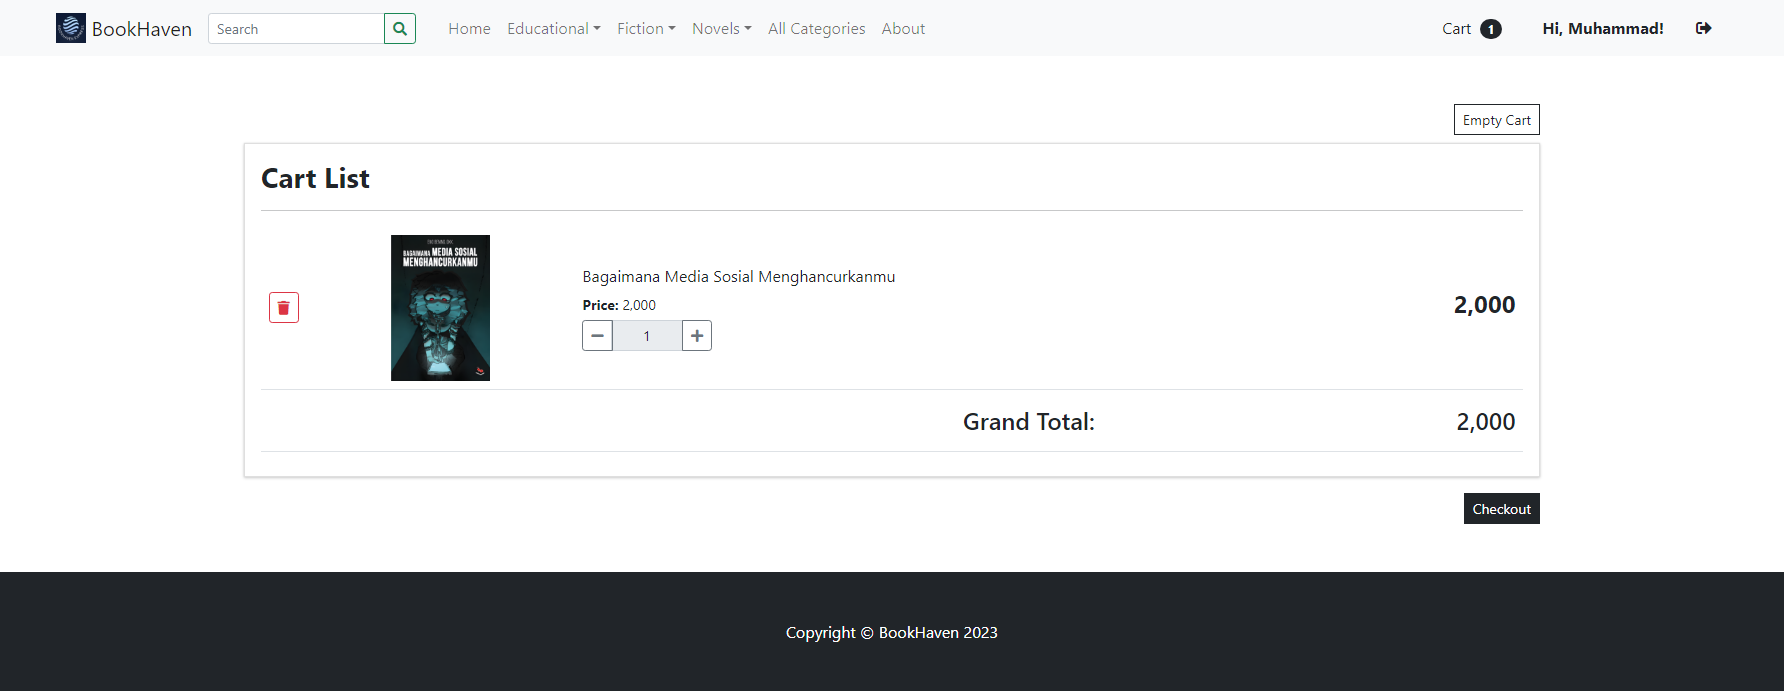 BookHaven Search Home Educational Fiction Novels All Categories About Cart 1 Hi, Muhammad!
Empty Cart
Cart List
BAGAIMANA MEDIA SOSIAL
MENGHANCURKANMU
Bagaimana Media Sosial Menghancurkanmu
Price: 2,000
1
2,000
Grand Total: 2,000
Checkout
Copyright © BookHaven 2023